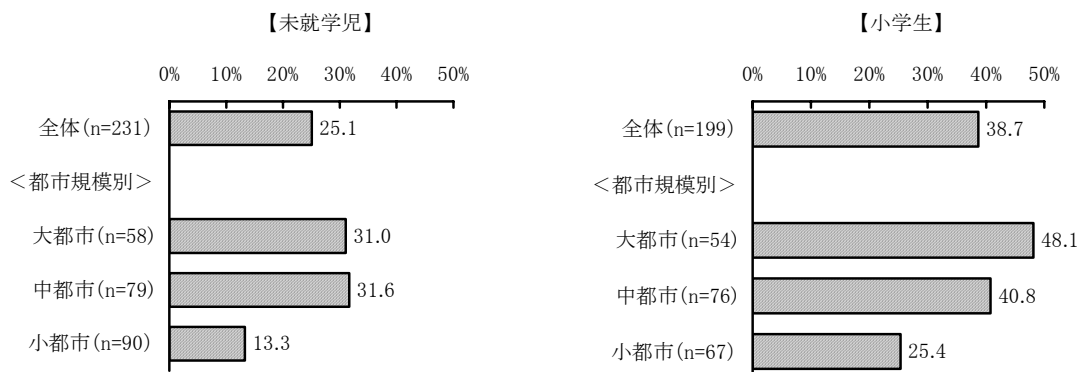 【未就学児】
0% 10% 20% 30% 40% 50%
全体(n=231) 25.1
＜都市規模別＞
大都市(n=58) 31.0
中都市(n=79) 31.6
小都市(n=90) 13.3
【小学生】
0% 10% 20% 30% 40% 50%
全体(n=199) 38.7
＜都市規模別＞
大都市(n=54) 48.1
中都市(n=76) 40.8
小都市(n=67) 25.4